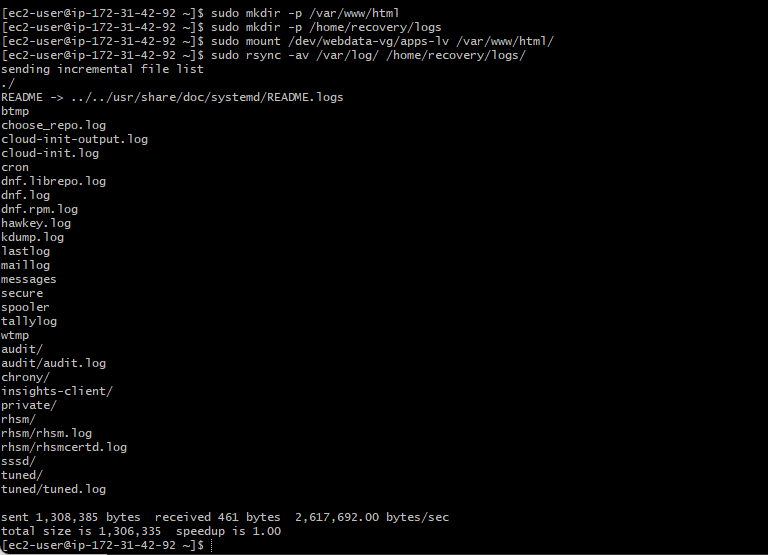 [ec2-user@ip-172-31-42-92 ~]$ sudo mkdir -p /var/www/html
[ec2-user@ip-172-31-42-92 ~]$ sudo mkdir -p /home/recovery/logs
[ec2-user@ip-172-31-42-92 ~]$ sudo mount /dev/webdata-vg/apps-lv /var/www/html/
[ec2-user@ip-172-31-42-92 ~]$ sudo rsync -av /var/log/ /home/recovery/logs/
sending incremental file list
./
README -> ../../usr/share/doc/systemd/README.logs
btmp
choose_repo.log
cloud-init-output.log
cloud-init.log
cron
dnf.librepo.log
dnf.log
dnf.rpm.log
hawkey.log
kdump.log
lastlog
maillog
messages
secure
spooler
tallylog
wtmp
audit/
audit/audit.log
chrony/
insights-client/
private/
rhsm/
rhsm/rhsm.log
rhsm/rhsmcertd.log
sssd/
tuned/
tuned/tuned.log

sent 1,308,385 bytes  received 461 bytes  2,617,692.00 bytes/sec
total size is 1,306,335  speedup is 1.00
[ec2-user@ip-172-31-42-92 ~]$